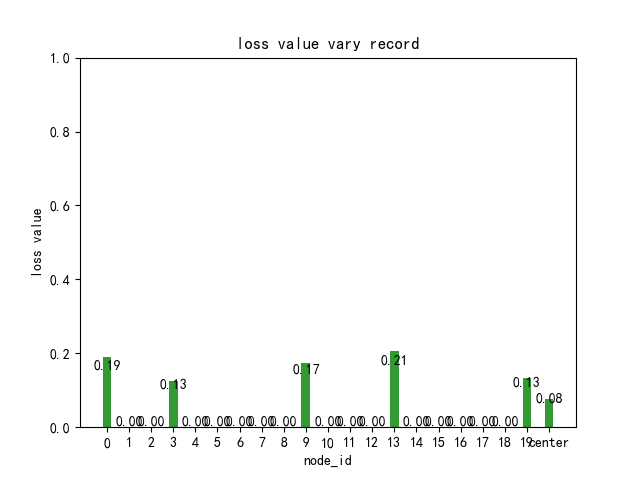 loss value vary record
1.0
0.8
0.6
0.4
0.2
0.0
loss value
0.19 0.00 0.00 0.13 0.00 0.00 0.00 0.00 0.00 0.17 0.00 0.00 0.00 0.21 0.00 0.00 0.00 0.00 0.00 0.13 0.08
0 1 2 3 4 5 6 7 8 9 10 11 12 13 14 15 16 17 18 19 center
node_id